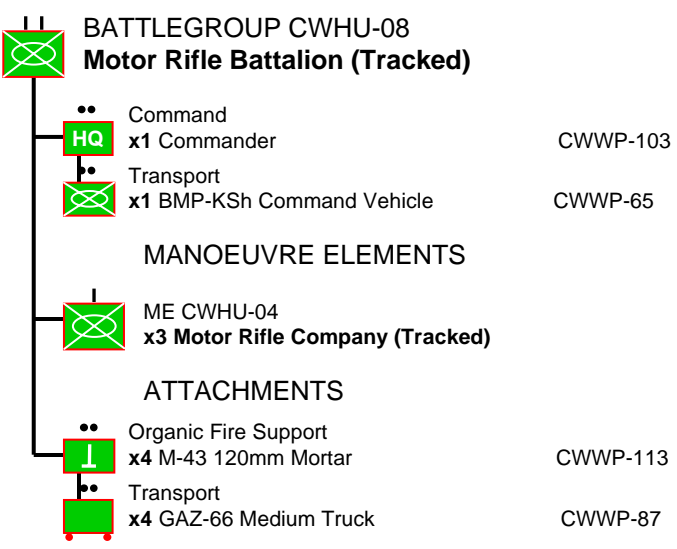 BATTLEGROUP CWHU-08
Motor Rifle Battalion (Tracked)
Command
HQ x1 Commander CWWP-103
Transport
x1 BMP-KSh Command Vehicle CWWP-65
MANOEUVRE ELEMENTS
ME CWHU-04
x3 Motor Rifle Company (Tracked)
ATTACHMENTS
Organic Fire Support
x4 M-43 120mm Mortar CWWP-113
Transport
x4 GAZ-66 Medium Truck CWWP-87